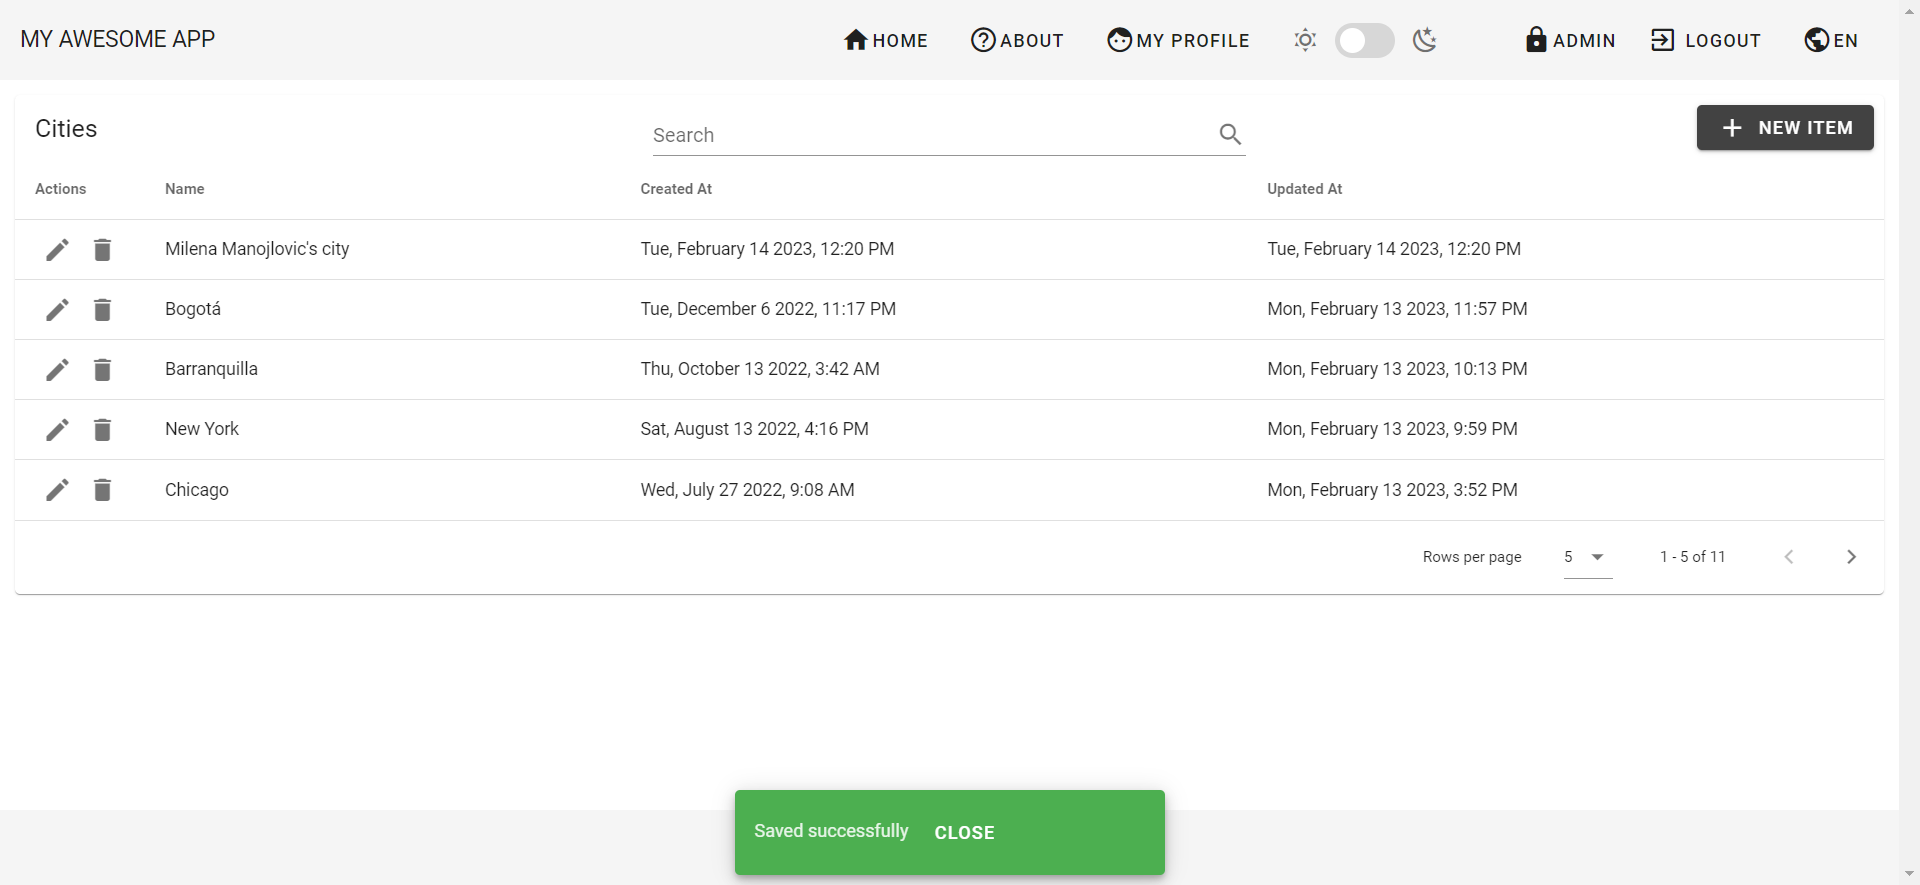 MY AWESOME APP HOME ABOUT MY PROFILE ADMIN LOGOUT EN
Cities Search NEW ITEM
Actions Name Created At Updated At
Milena Manojlovic's city Tue, February 14 2023, 12:20 PM Tue, February 14 2023, 12:20 PM
Bogotá Tue, December 6 2022, 11:17 PM Mon, February 13 2023, 11:57 PM
Barranquilla Thu, October 13 2022, 3:42 AM Mon, February 13 2023, 10:13 PM
New York Sat, August 13 2022, 4:16 PM Mon, February 13 2023, 9:59 PM
Chicago Wed, July 27 2022, 9:08 AM Mon, February 13 2023, 3:52 PM
Rows per page 5 1 - 5 of 11
Saved successfully CLOSE